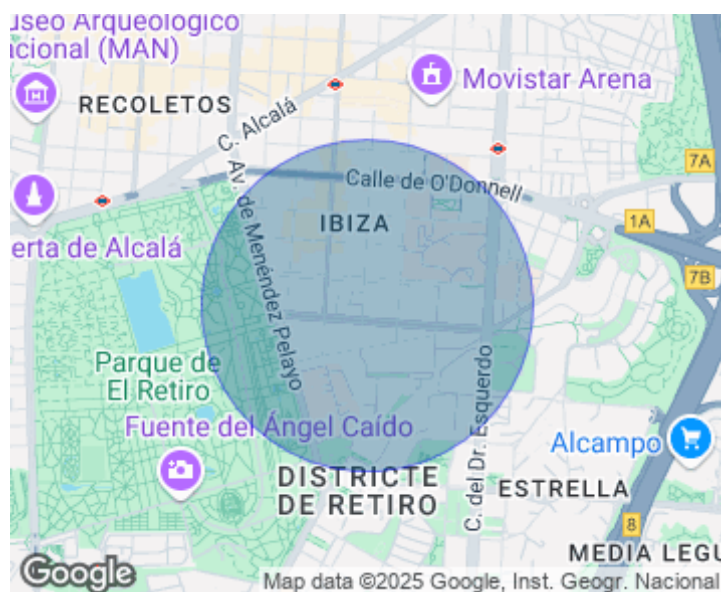 useo Arqueológico
acional (MAN)
Movistar Arena
RECOLETOS
C. Alcalá
7A
Calle de O'Donnell
Av. de Menéndez Pelayo
IBIZA
1A
erta de Alcalá
7B
Parque de
El Retiro
Fuente del Ángel Caído
C. del Dr. Esquerdo
Alcampo
DISTRICTE
DE RETIRO
ESTRELLA
8
MEDIA LEGU
Google
Map data ©2025 Google, Inst. Geogr. Nacional